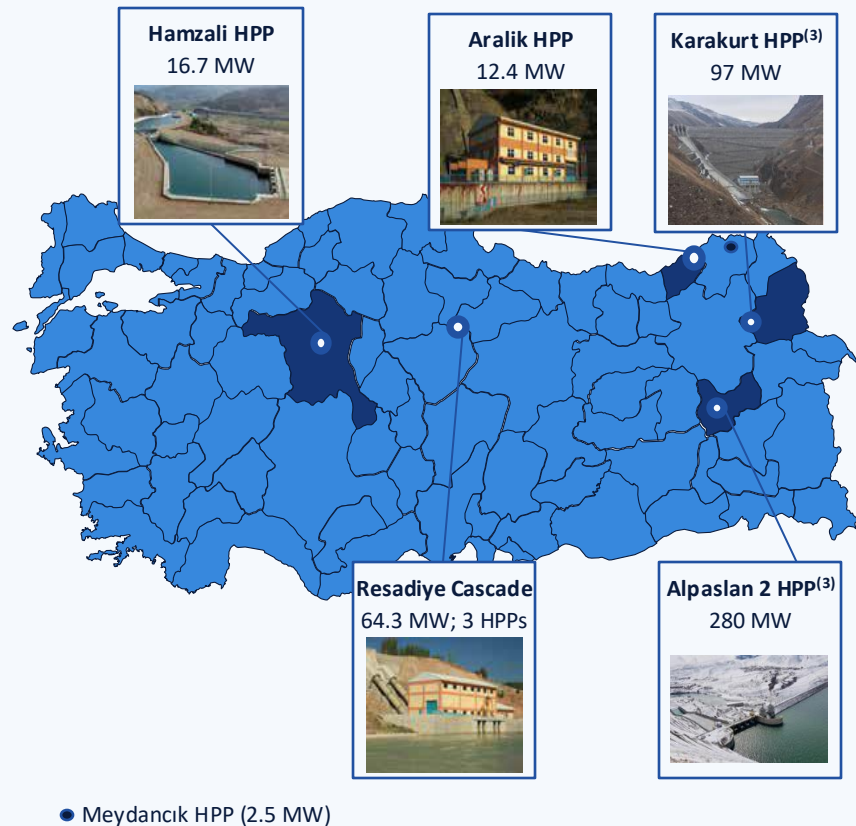 Hamzali HPP
16.7 MW
Aralik HPP
12.4 MW
Karakurt HPP(3)
97 MW
Resadiye Cascade
64.3 MW; 3 HPPs
Alpaslan 2 HPP(3)
280 MW
Meydancık HPP (2.5 MW)